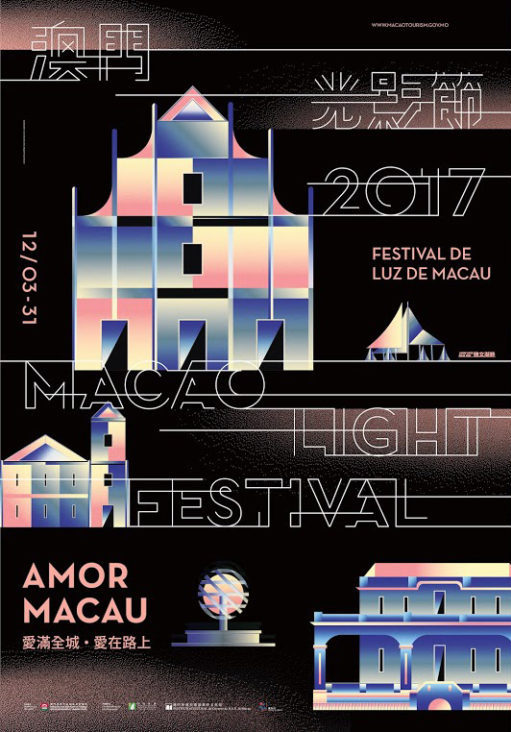 WWW.MACAOTOURISM.GOV.MO
澳門
光影節
2017
12/03-31
FESTIVAL DE
LUZ DE MACAU
MACAO
LIGHT
FESTIVAL
AMOR
MACAU
愛滿全城・愛在路上